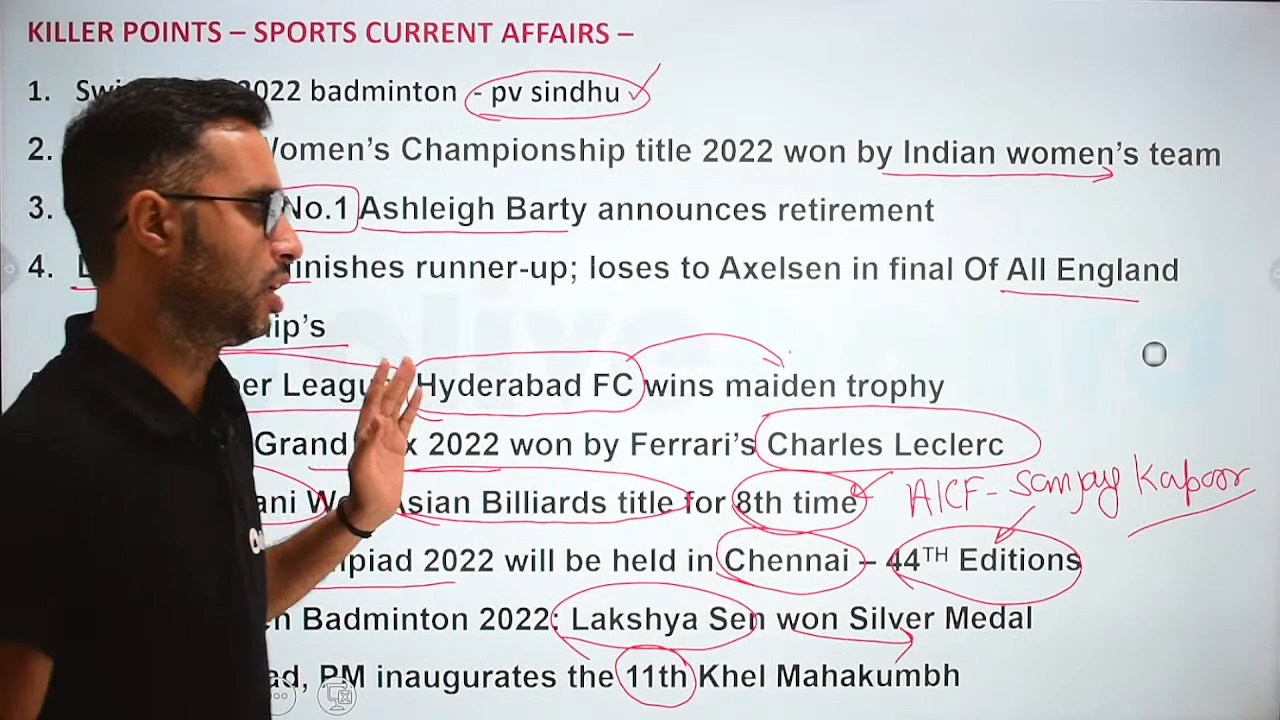 KILLER POINTS – SPORTS CURRENT AFFAIRS –
1. 2022 badminton - pv sindhu
2. Women's Championship title 2022 won by Indian women's team
3. No.1 Ashleigh Barty announces retirement
4. finishes runner-up; loses to Axelsen in final Of All England
League Hyderabad FC wins maiden trophy
Grand 2022 won by Ferrari's Charles Leclerc
Asian Billiards title for 8th time AICF - Sanjay Kapoor
2022 will be held in Chennai – 44TH Editions
Badminton 2022: Lakshya Sen won Silver Medal
PM inaugurates the 11th Khel Mahakumbh